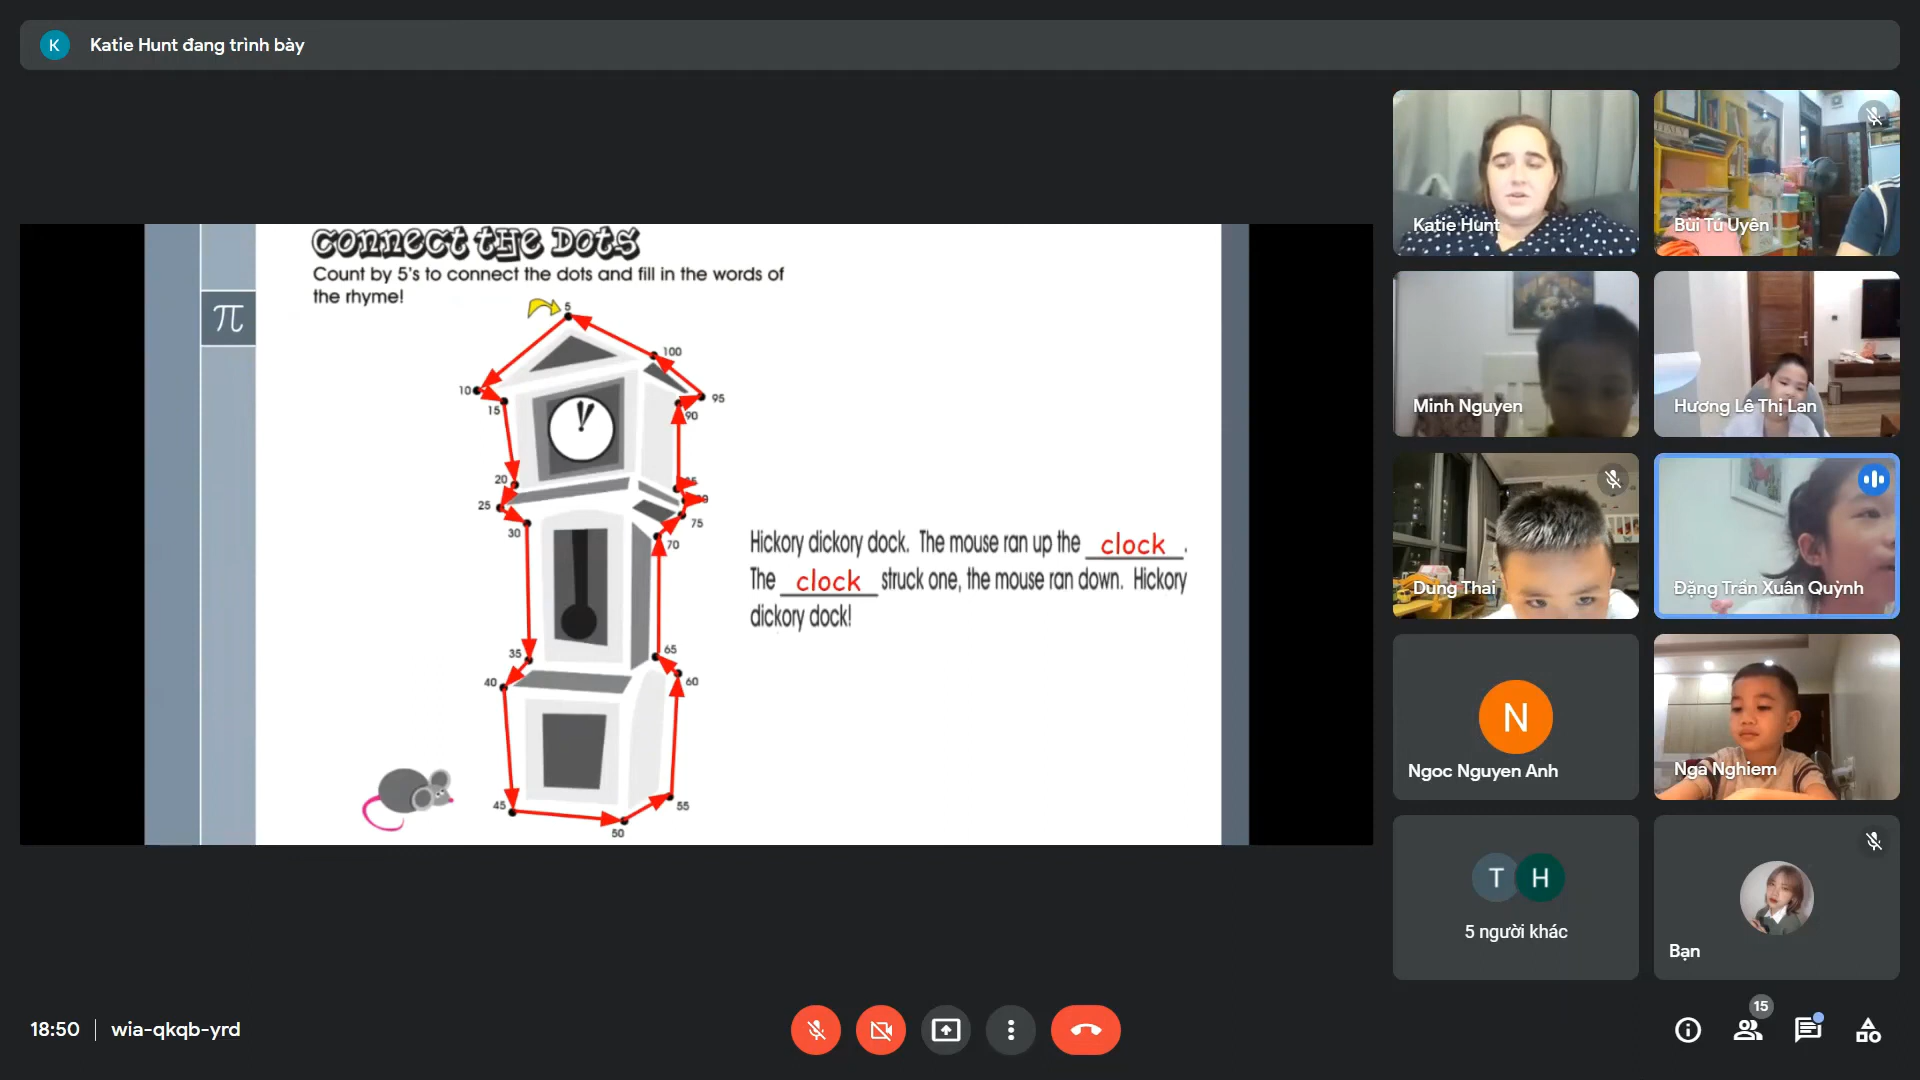 K Katie Hunt đang trình bày
CONNECT THE DOTS
Count by 5's to connect the dots and fill in the words of
the rhyme!
π
5
100
10
95
15
90
20
25
75
30
70
35
65
40
60
45
55
50
Hickory dickory dock. The mouse ran up the clock.
The clock struck one, the mouse ran down. Hickory
dickory dock!
Katie Hunt
Bùi Tú Uyên
Minh Nguyen
Hương Lê Thị Lan
Dung Thai
Đặng Trần Xuân Quỳnh
N
Ngoc Nguyen Anh
Nga Nghiem
T H
5 người khác
Bạn
18:50 | wia-qkqb-yrd
15